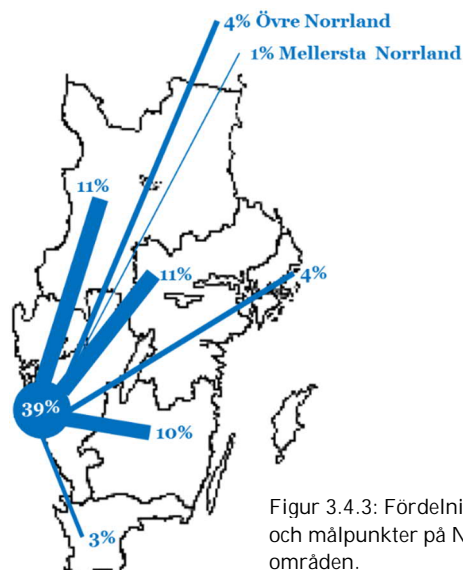 4% Övre Norrland
1% Mellersta Norrland
11%
11%
4%
39%
10%
3%
Figur 3.4.3: Fördelni
och målpunkter på N
områden.